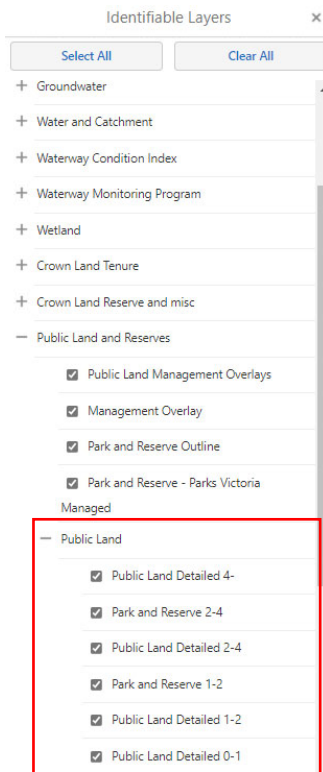 Identifiable Layers ×
Select All Clear All
Groundwater
Water and Catchment
Waterway Condition Index
Waterway Monitoring Program
Wetland
Crown Land Tenure
Crown Land Reserve and misc
Public Land and Reserves
Public Land Management Overlays
Management Overlay
Park and Reserve Outline
Park and Reserve - Parks Victoria
Managed
Public Land
Public Land Detailed 4-
Park and Reserve 2-4
Public Land Detailed 2-4
Park and Reserve 1-2
Public Land Detailed 1-2
Public Land Detailed 0-1